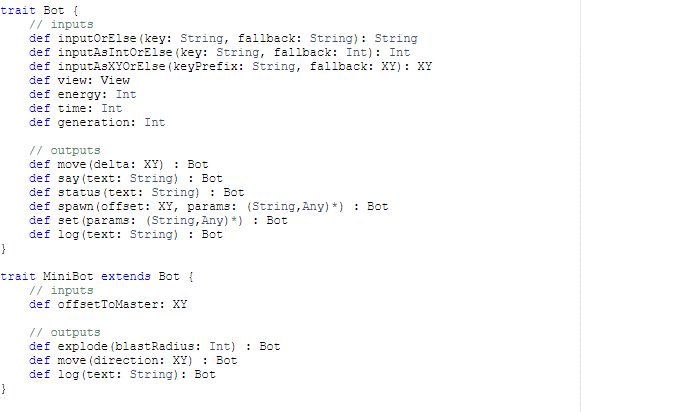 trait Bot {
    // inputs
    def inputOrElse(key: String, fallback: String): String
    def inputAsIntOrElse(key: String, fallback: Int): Int
    def inputAsXYOrElse(keyPrefix: String, fallback: XY): XY
    def view: View
    def energy: Int
    def time: Int
    def generation: Int

    // outputs
    def move(delta: XY) : Bot
    def say(text: String) : Bot
    def status(text: String) : Bot
    def spawn(offset: XY, params: (String,Any)*) : Bot
    def set(params: (String,Any)*) : Bot
    def log(text: String) : Bot
}

trait MiniBot extends Bot {
    // inputs
    def offsetToMaster: XY

    // outputs
    def explode(blastRadius: Int) : Bot
    def move(direction: XY) : Bot
    def log(text: String): Bot
}